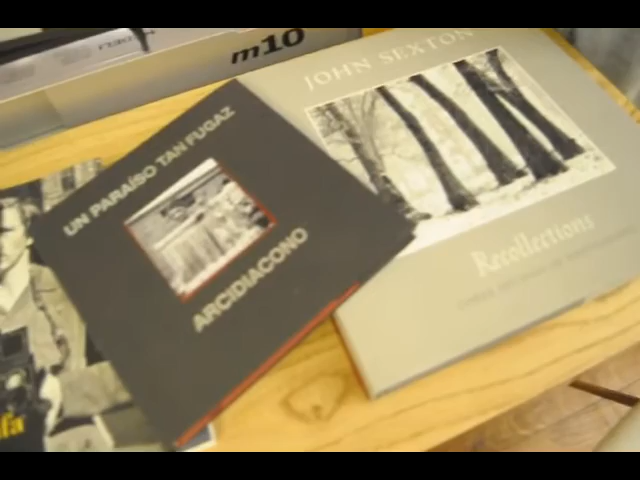 m10
JOHN SEXTON
UN PARAÍSO TAN FUGAZ
ARCIDIACONO
Recollections